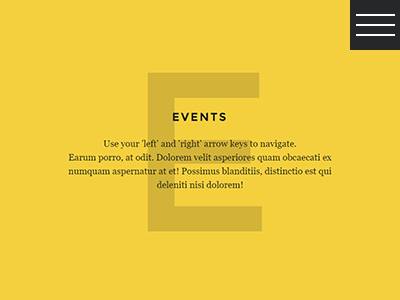 E
EVENTS
Use your 'left' and 'right' arrow keys to navigate.
Earum porro, at odit. Dolorem velit asperiores quam obcaecati ex
numquam aspernatur at et! Possimus blanditiis, distinctio est qui
deleniti nisi dolorem!